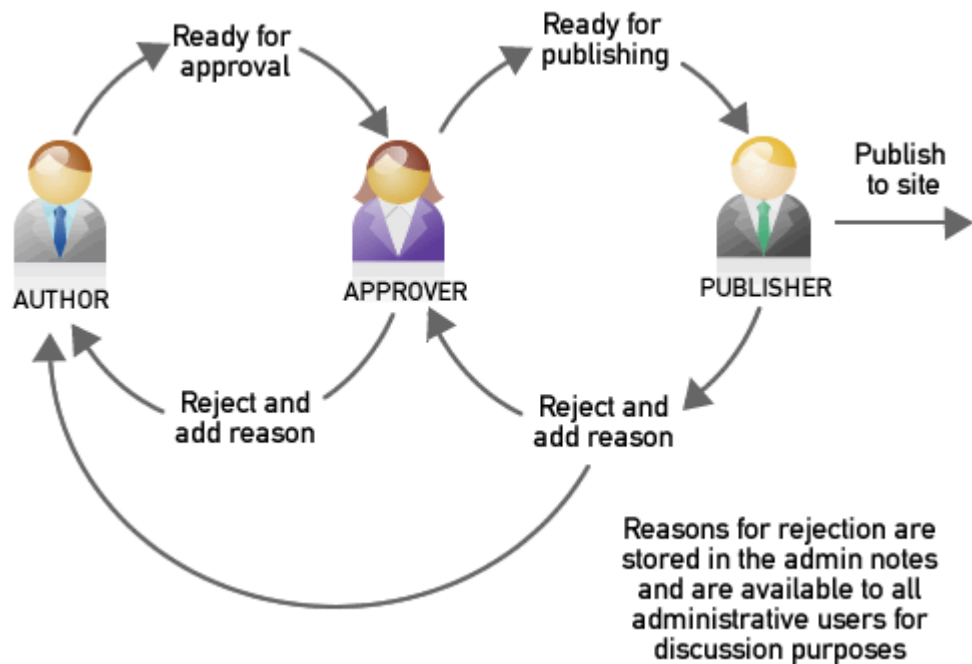 Ready for
approval
Ready for
publishing
Publish
to site
AUTHOR
APPROVER
PUBLISHER
Reject and
add reason
Reject and
add reason
Reasons for rejection are
stored in the admin notes
and are available to all
administrative users for
discussion purposes